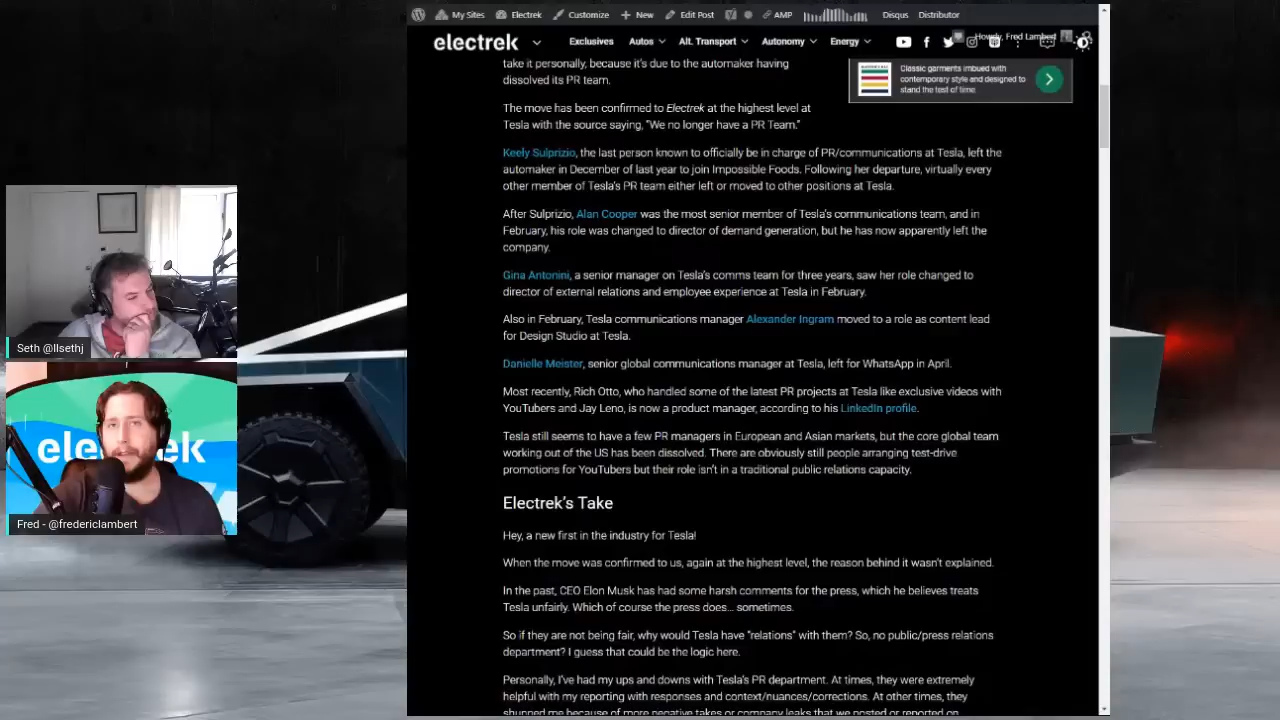 My Sites Electrek Customize New Edit Post AMP Disqus Distributor
Howdy, Fred Lambert
electrek Exclusives Autos Alt. Transport Autonomy Energy
Classic garments imbued with
contemporary style and designed to
stand the test of time.
take it personally, because it's due to the automaker having
dissolved its PR team.
The move has been confirmed to Electrek at the highest level at
Tesla with the source saying, “We no longer have a PR Team.”
Keely Sulprizio, the last person known to officially be in charge of PR/communications at Tesla, left the
automaker in December of last year to join Impossible Foods. Following her departure, virtually every
other member of Tesla's PR team either left or moved to other positions at Tesla.
After Sulprizio, Alan Cooper was the most senior member of Tesla's communications team, and in
February, his role was changed to director of demand generation, but he has now apparently left the
company.
Gina Antonini, a senior manager on Tesla's comms team for three years, saw her role changed to
director of external relations and employee experience at Tesla in February.
Also in February, Tesla communications manager Alexander Ingram moved to a role as content lead
for Design Studio at Tesla.
Danielle Meister, senior global communications manager at Tesla, left for WhatsApp in April.
Most recently, Rich Otto, who handled some of the latest PR projects at Tesla like exclusive videos with
YouTubers and Jay Leno, is now a product manager, according to his LinkedIn profile.
Tesla still seems to have a few PR managers in European and Asian markets, but the core global team
working out of the US has been dissolved. There are obviously still people arranging test-drive
promotions for YouTubers but their role isn't in a traditional public relations capacity.
Electrek's Take
Hey, a new first in the industry for Tesla!
When the move was confirmed to us, again at the highest level, the reason behind it wasn't explained.
In the past, CEO Elon Musk has had some harsh comments for the press, which he believes treats
Tesla unfairly. Which of course the press does… sometimes.
So if they are not being fair, why would Tesla have “relations” with them? So, no public/press relations
department? I guess that could be the logic here.
Personally, I've had my ups and downs with Tesla's PR department. At times, they were extremely
helpful with my reporting with responses and context/nuances/corrections. At other times, they
shunned me because of more negative takes or company leaks that we posted or reported on
Seth @llsethj
ele k
Fred - @fredericlambert